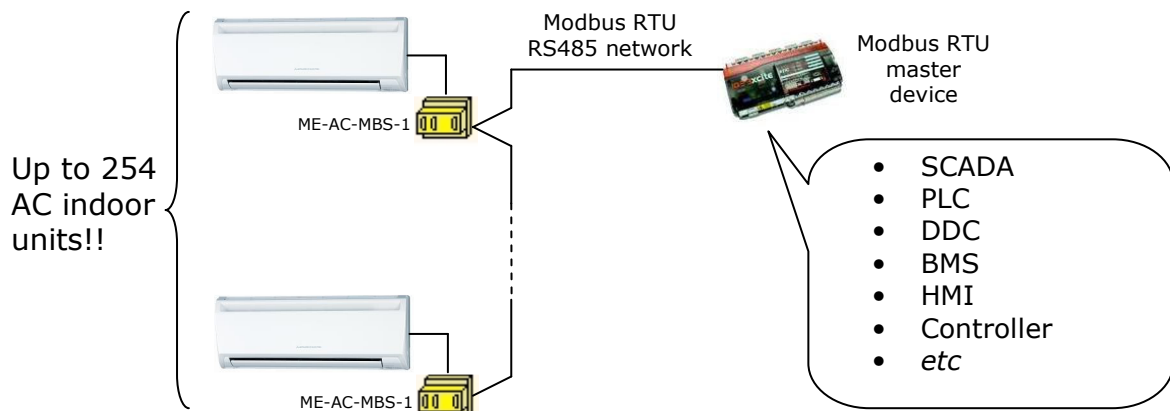 Modbus RTU
RS485 network
Modbus RTU
master
device
ME-AC-MBS-1
Up to 254
AC indoor
units!!
• SCADA
• PLC
• DDC
• BMS
• HMI
• Controller
• etc
ME-AC-MBS-1